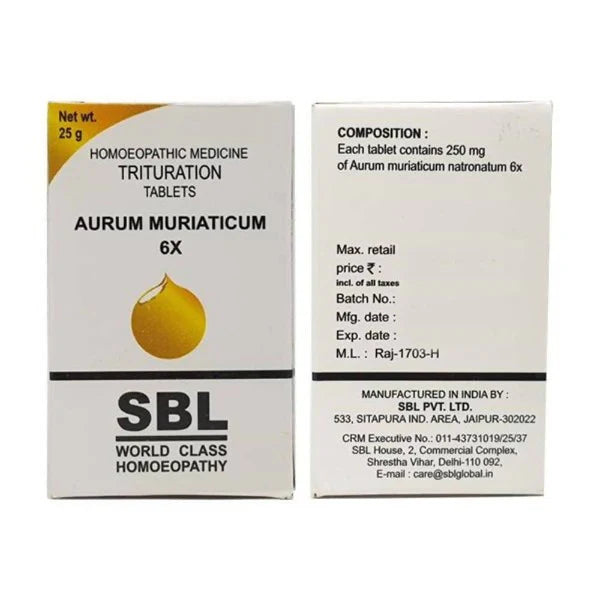 Net wt.
25 g
HOMOEOPATHIC MEDICINE
TRITURATION
TABLETS
AURUM MURIATICUM
6X
SBL
WORLD CLASS
HOMOEOPATHY
COMPOSITION :
Each tablet contains 250 mg
of Aurum muriaticum natronatum 6x
Max. retail
price ₹ :
incl. of all taxes
Batch No.:
Mfg. date :
Exp. date :
M.L. : Raj-1703-H
MANUFACTURED IN INDIA BY :
SBL PVT. LTD.
533, SITAPURA IND. AREA, JAIPUR-302022
CRM Executive No.: 011-43731019/25/37
SBL House, 2, Commercial Complex,
Shrestha Vihar, Delhi-110 092,
E-mail : care@sblglobal.in